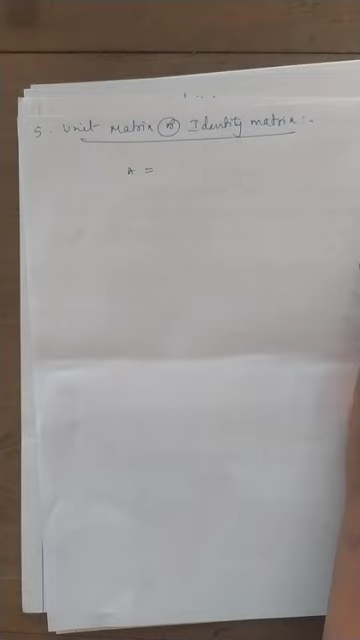 5. Unit Matrix or Identity matrix:-
A =